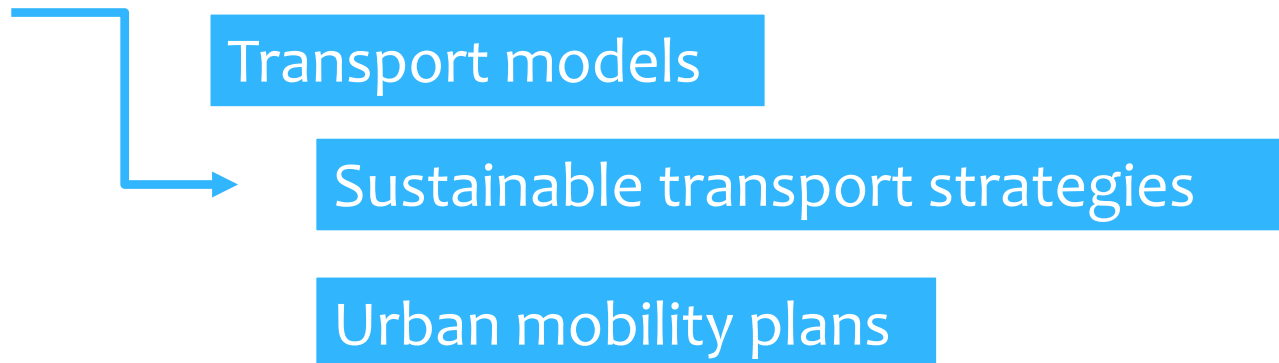 Transport models
Sustainable transport strategies
Urban mobility plans